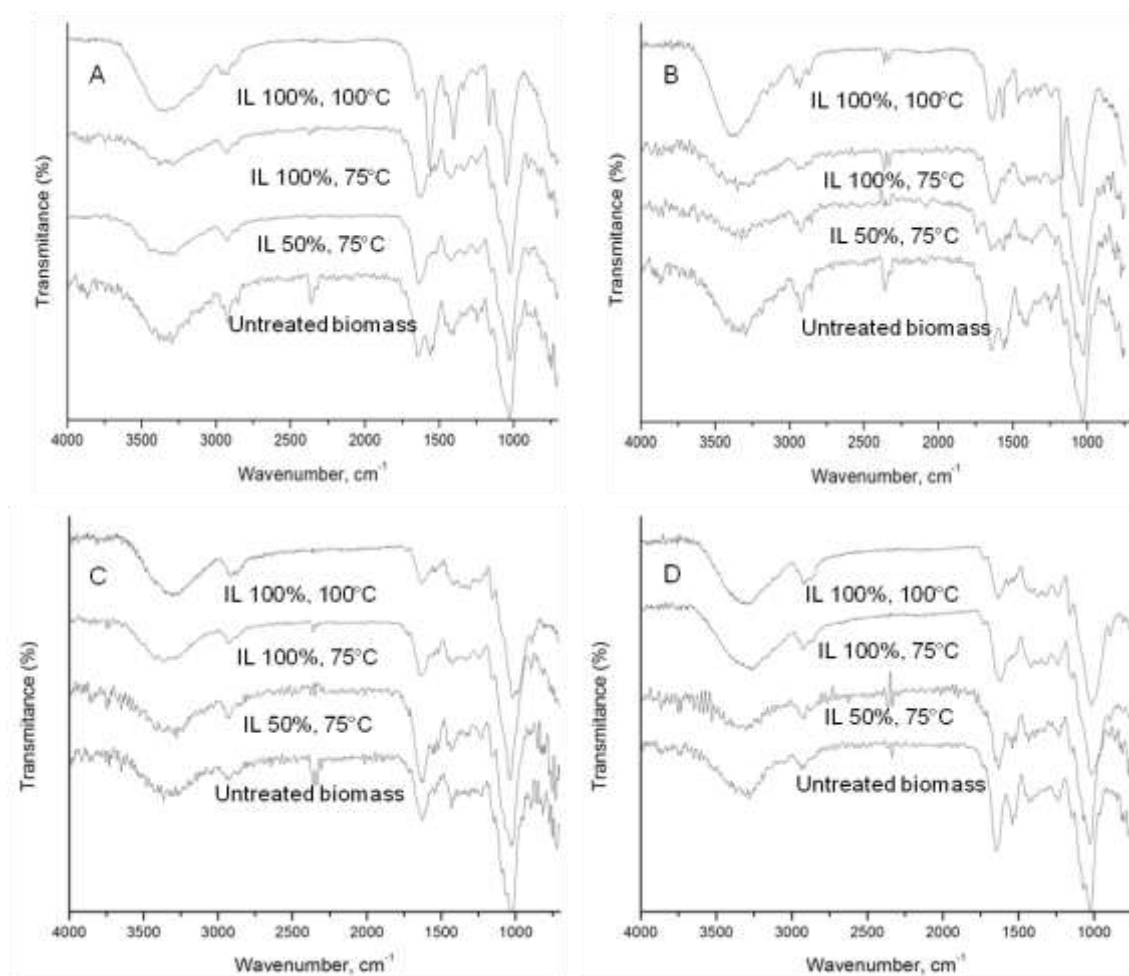 A
IL 100%, 100°C
IL 100%, 75°C
IL 50%, 75°C
Untreated biomass
Transmitance (%)
4000 3500 3000 2500 2000 1500 1000
Wavenumber, cm-1
B
IL 100%, 100°C
IL 100%, 75°C
IL 50%, 75°C
Untreated biomass
Transmitance (%)
4000 3500 3000 2500 2000 1500 1000
Wavenumber, cm-1
C
IL 100%, 100°C
IL 100%, 75°C
IL 50%, 75°C
Untreated biomass
Transmitance (%)
4000 3500 3000 2500 2000 1500 1000
Wavenumber, cm-1
D
IL 100%, 100°C
IL 100%, 75°C
IL 50%, 75°C
Untreated biomass
Transmitance (%)
4000 3500 3000 2500 2000 1500 1000
Wavenumber, cm-1